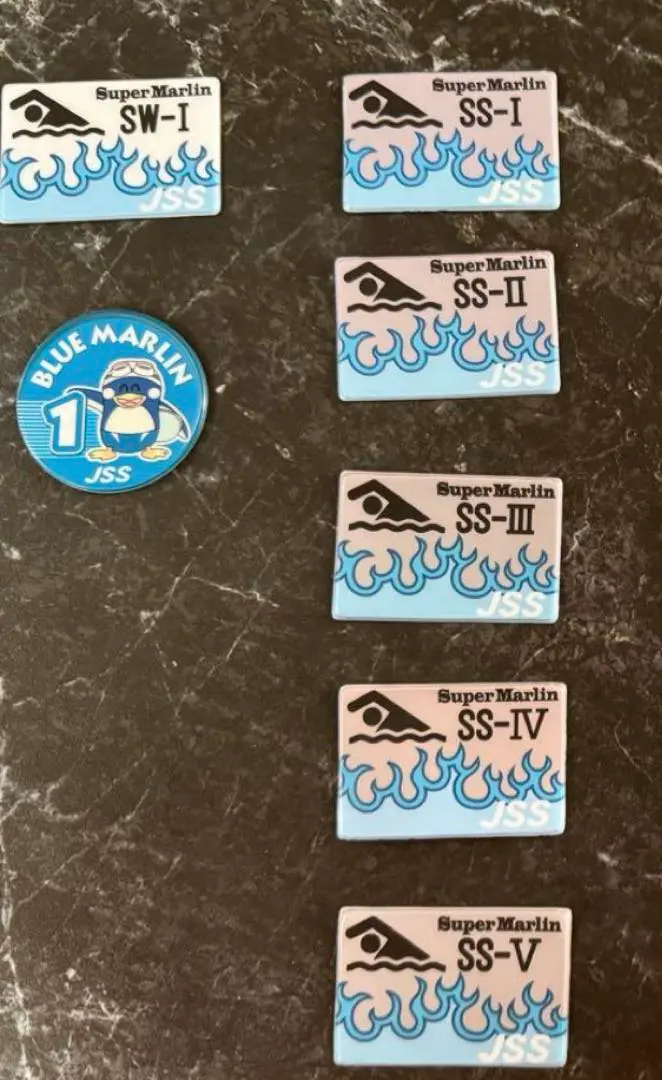 Super Marlin
SW-I
JSS
BLUE MARLIN
1
JSS
Super Marlin
SS-I
JSS
Super Marlin
SS-II
JSS
Super Marlin
SS-III
JSS
Super Marlin
SS-IV
JSS
Super Marlin
SS-V
JSS